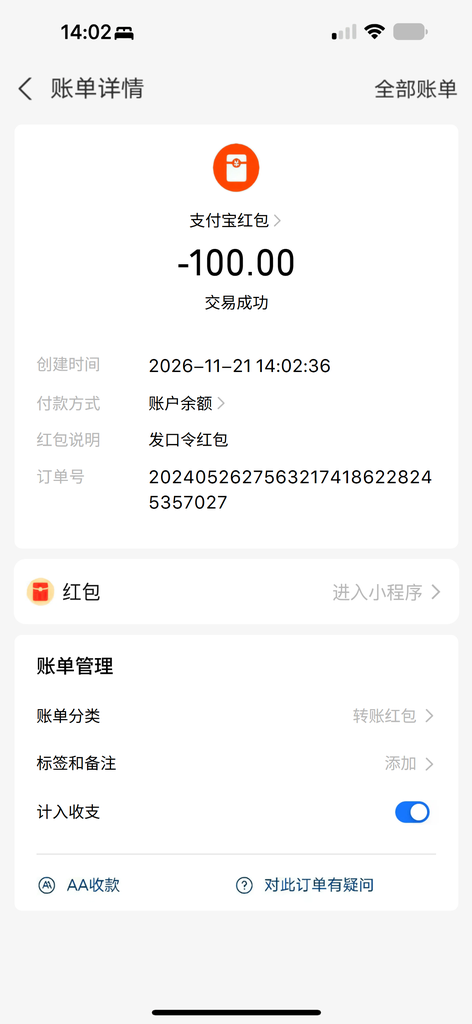 14:02
账单详情
全部账单
支付宝红包
-100.00
交易成功
创建时间 2026-11-21 14:02:36
付款方式 账户余额
红包说明 发口令红包
订单号 2024052627563217418622824
5357027
红包 进入小程序
账单管理
账单分类 转账红包
标签和备注 添加
计入收支
AA收款 对此订单有疑问